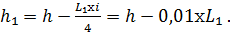 h₁ = h − L₁xi/4 = h − 0,01xL₁ .